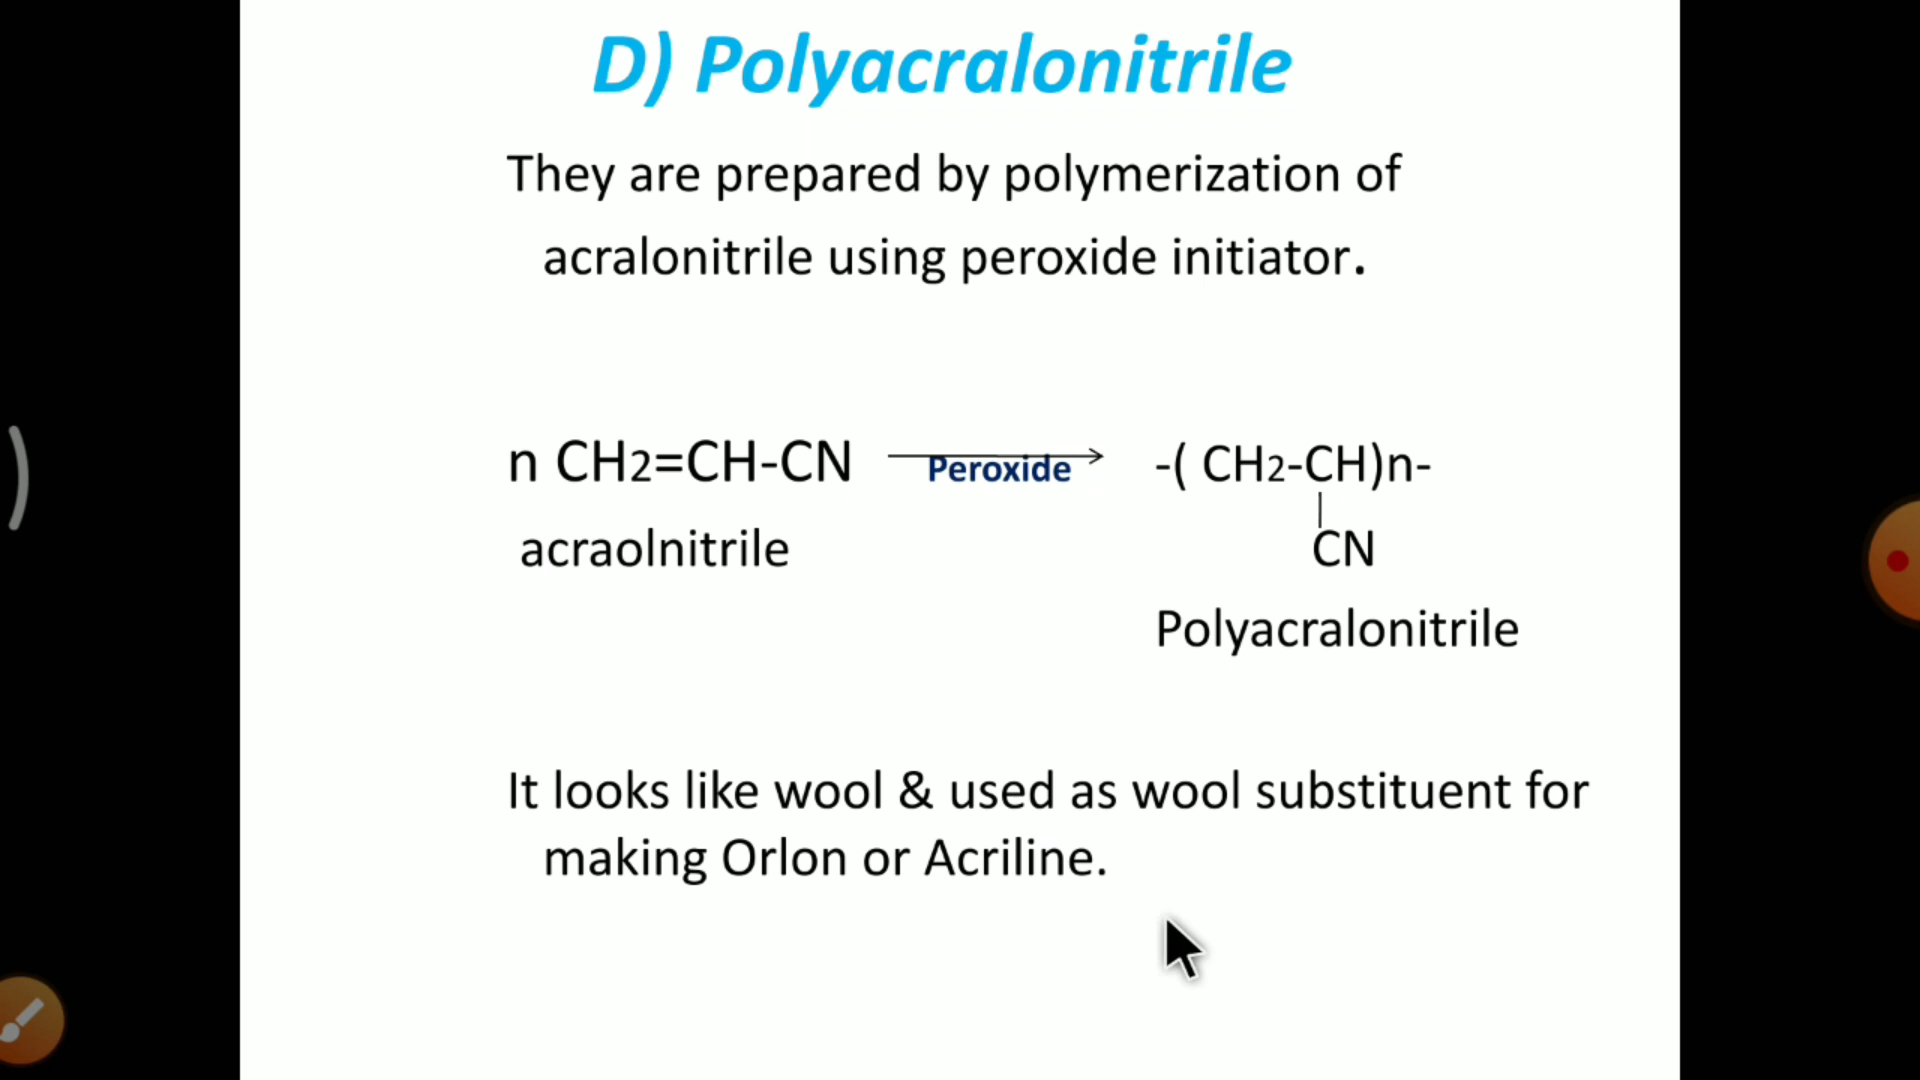 D) Polyacralonitrile
They are prepared by polymerization of
acralonitrile using peroxide initiator.
n CH2=CH-CN Peroxide -( CH2-CH)n-
CN
acraolnitrile
Polyacralonitrile
It looks like wool & used as wool substituent for
making Orlon or Acriline.